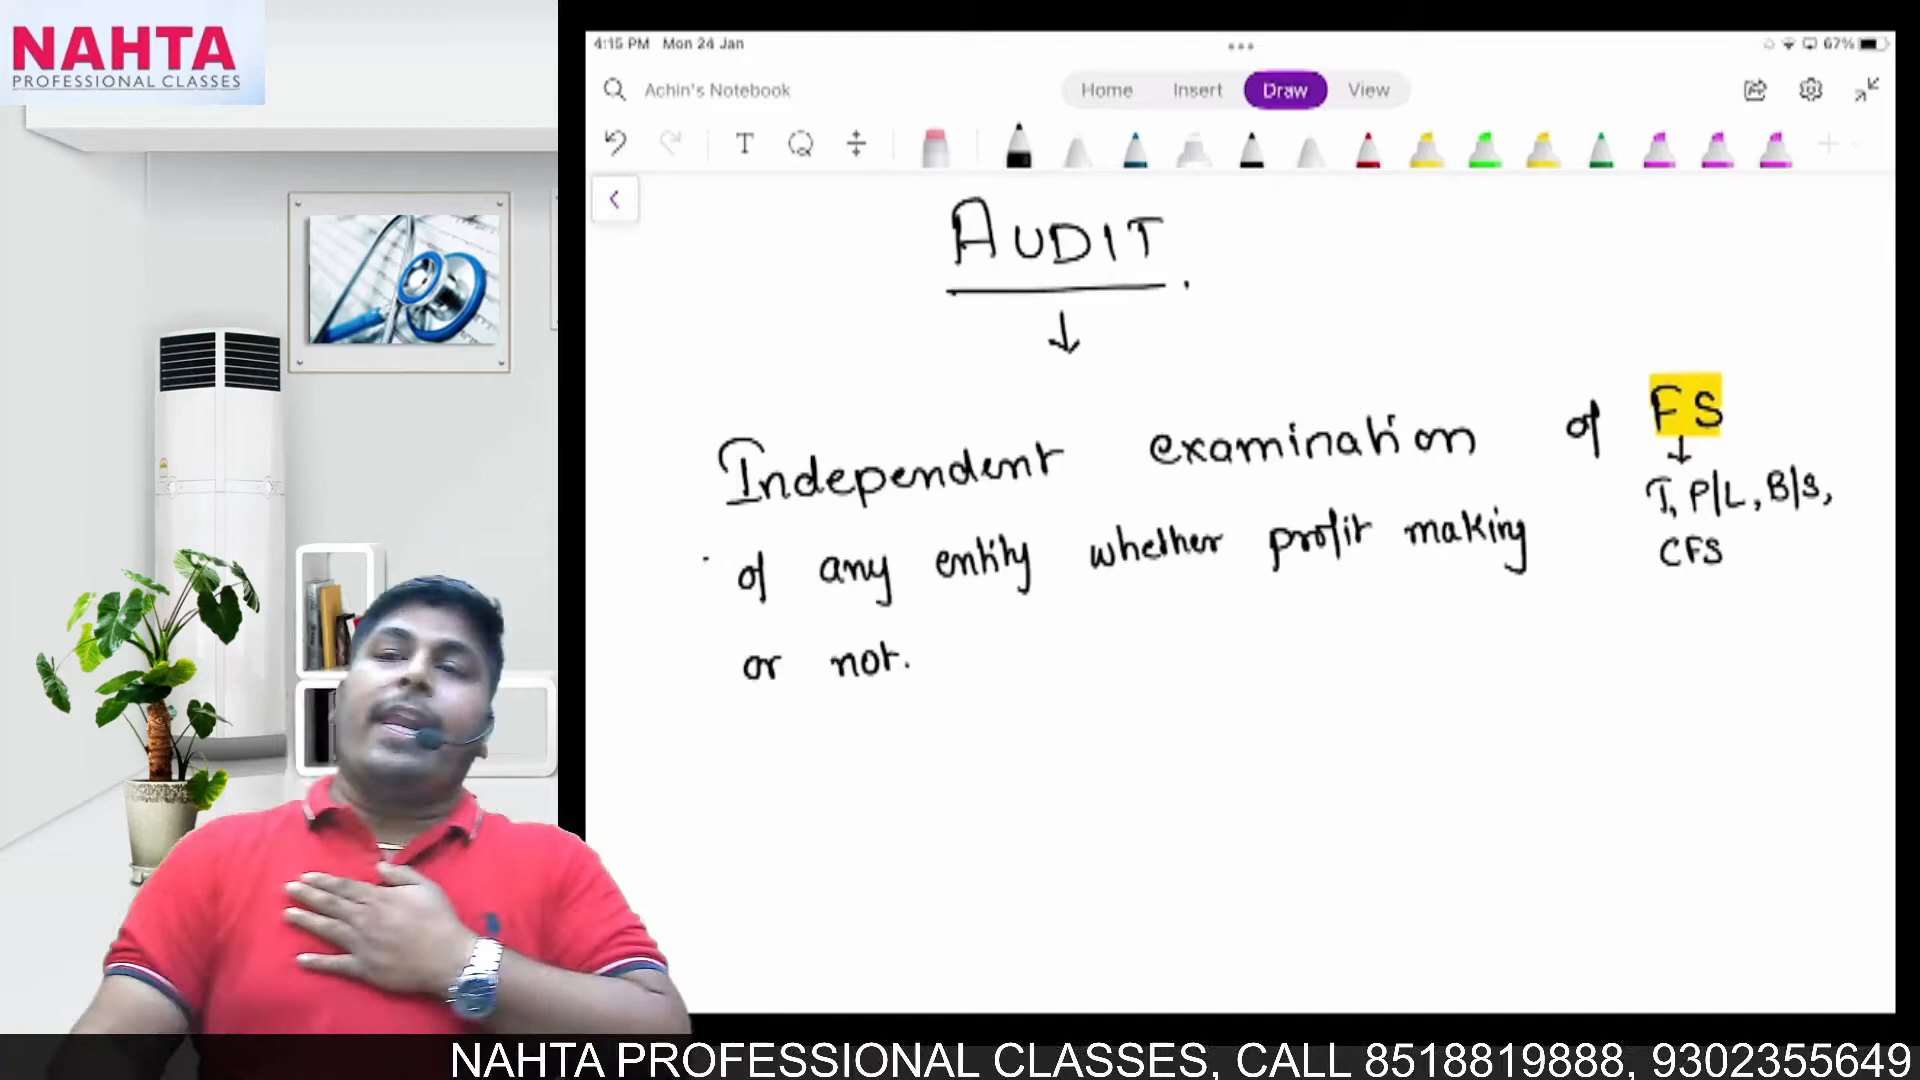 NAHTA
PROFESSIONAL CLASSES
4:15 PM Mon 24 Jan
67%
Achin's Notebook
Home Insert Draw View
T
AUDIT.
Independent examination of FS
T, P/L, B/S,
CFS
of any entity whether profit making
or not.
NAHTA PROFESSIONAL CLASSES, CALL 8518819888, 9302355649